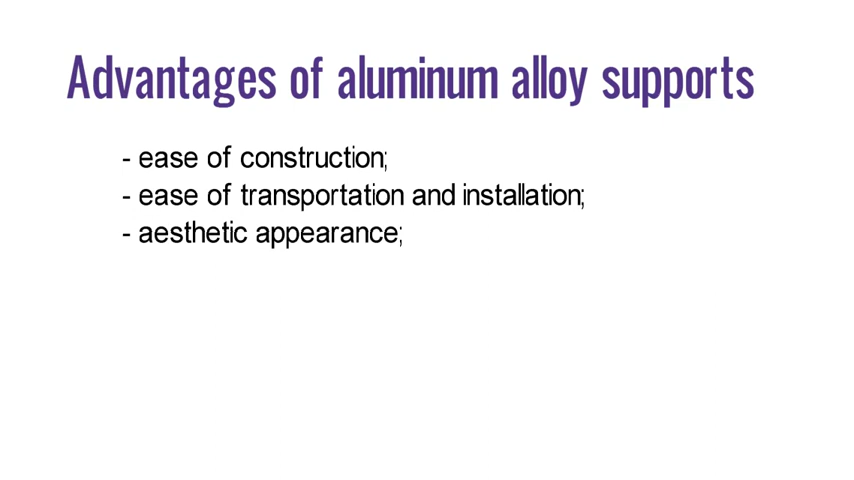 Advantages of aluminum alloy supports
- ease of construction;
- ease of transportation and installation;
- aesthetic appearance;